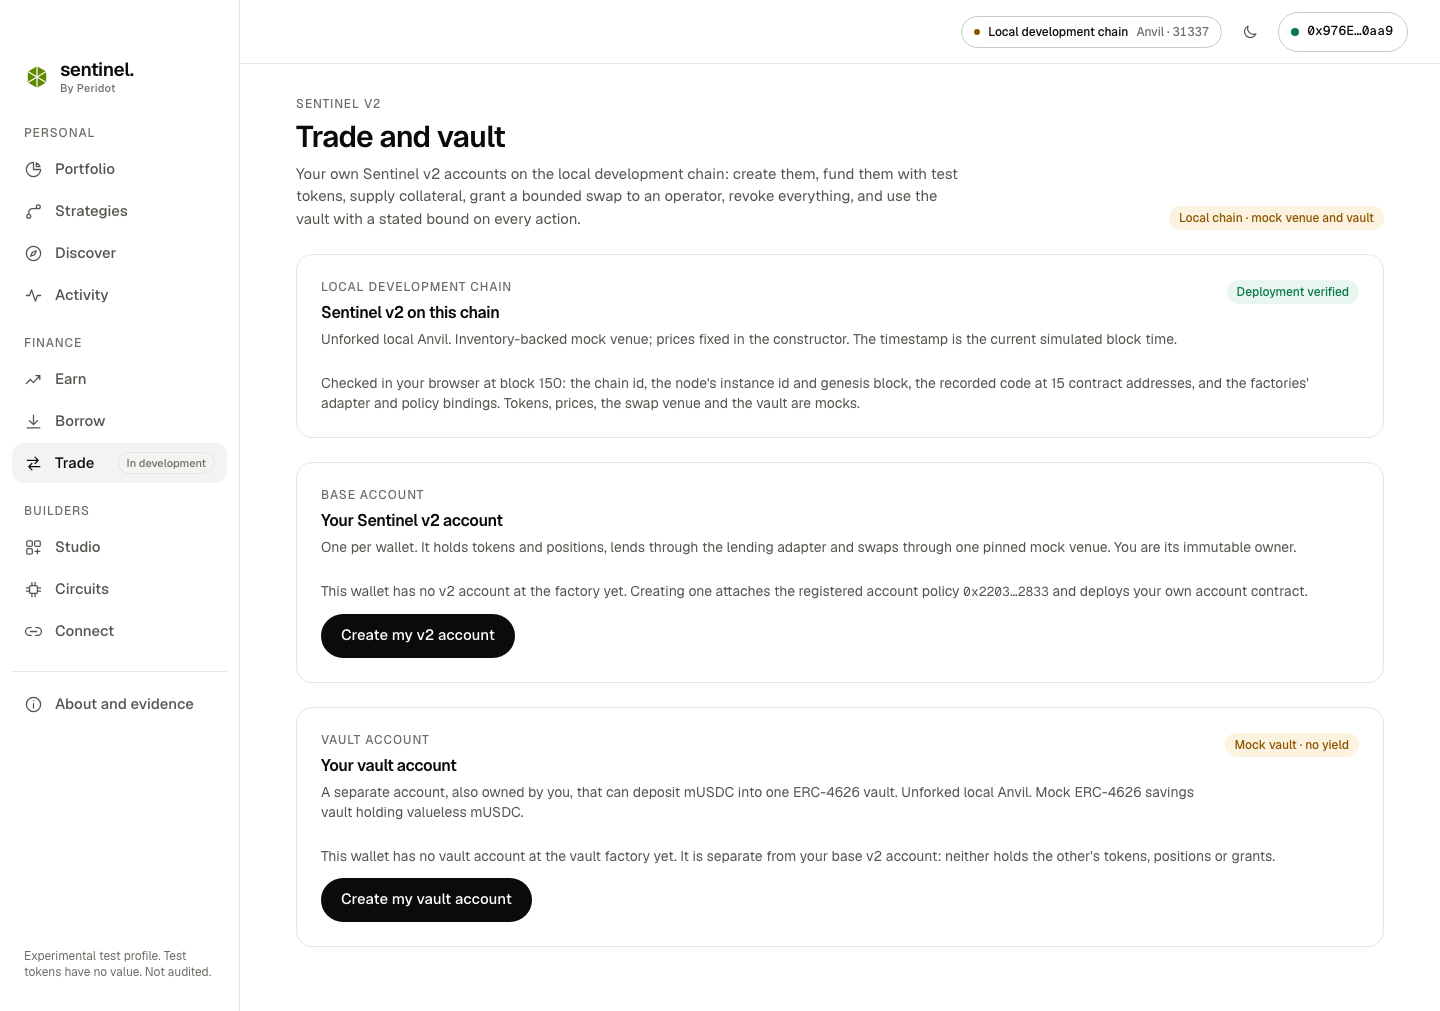 Local development chain Anvil · 31337
0x976E…0aa9
sentinel.
By Peridot
PERSONAL
Portfolio
Strategies
Discover
Activity
FINANCE
Earn
Borrow
Trade In development
BUILDERS
Studio
Circuits
Connect
About and evidence
Experimental test profile. Test
tokens have no value. Not audited.
SENTINEL V2
Trade and vault
Your own Sentinel v2 accounts on the local development chain: create them, fund them with test
tokens, supply collateral, grant a bounded swap to an operator, revoke everything, and use the
vault with a stated bound on every action.
Local chain · mock venue and vault
LOCAL DEVELOPMENT CHAIN
Deployment verified
Sentinel v2 on this chain
Unforked local Anvil. Inventory-backed mock venue; prices fixed in the constructor. The timestamp is the current simulated block time.
Checked in your browser at block 150: the chain id, the node's instance id and genesis block, the recorded code at 15 contract addresses, and the factories'
adapter and policy bindings. Tokens, prices, the swap venue and the vault are mocks.
BASE ACCOUNT
Your Sentinel v2 account
One per wallet. It holds tokens and positions, lends through the lending adapter and swaps through one pinned mock venue. You are its immutable owner.
This wallet has no v2 account at the factory yet. Creating one attaches the registered account policy 0x2203…2833 and deploys your own account contract.
Create my v2 account
VAULT ACCOUNT
Mock vault · no yield
Your vault account
A separate account, also owned by you, that can deposit mUSDC into one ERC-4626 vault. Unforked local Anvil. Mock ERC-4626 savings
vault holding valueless mUSDC.
This wallet has no vault account at the vault factory yet. It is separate from your base v2 account: neither holds the other's tokens, positions or grants.
Create my vault account